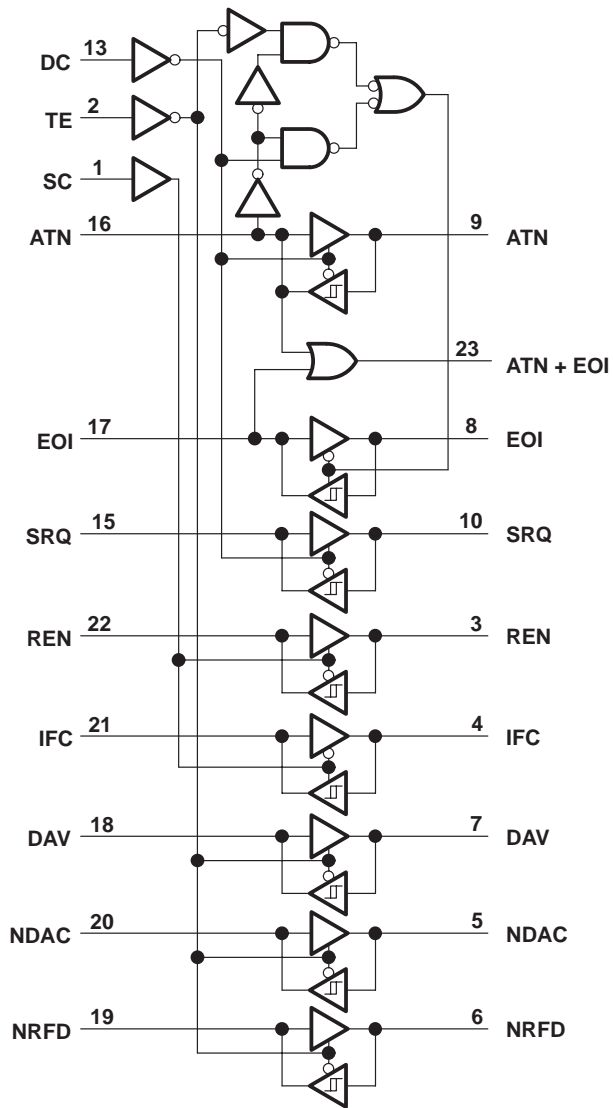 DC 13
TE 2
SC 1
ATN 16 9 ATN
23 ATN + EOI
EOI 17 8 EOI
SRQ 15 10 SRQ
REN 22 3 REN
IFC 21 4 IFC
DAV 18 7 DAV
NDAC 20 5 NDAC
NRFD 19 6 NRFD